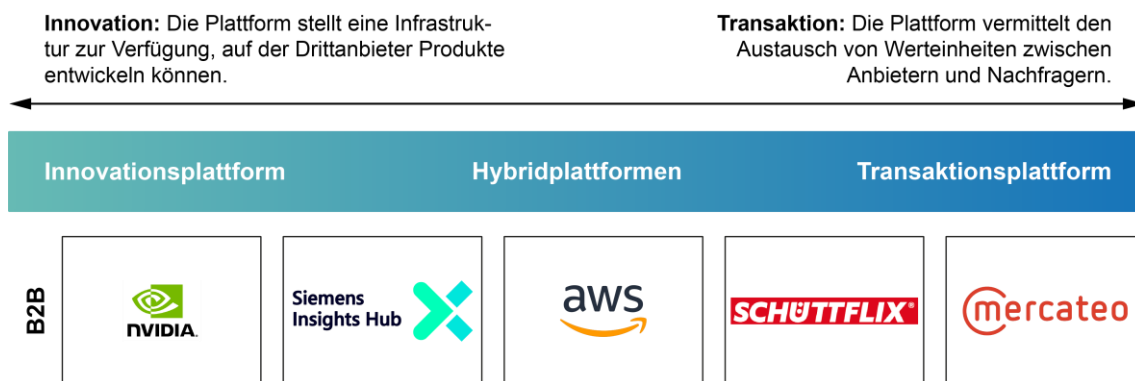 Innovation: Die Plattform stellt eine Infrastruk-
tur zur Verfügung, auf der Drittanbieter Produkte
entwickeln können.
Transaktion: Die Plattform vermittelt den
Austausch von Werteinheiten zwischen
Anbietern und Nachfragern.
Innovationsplattform
Hybridplattformen
Transaktionsplattform
B2B
nVIDIA.
Siemens
Insights Hub
aws
SCHÜTTFLIX®
mercateo